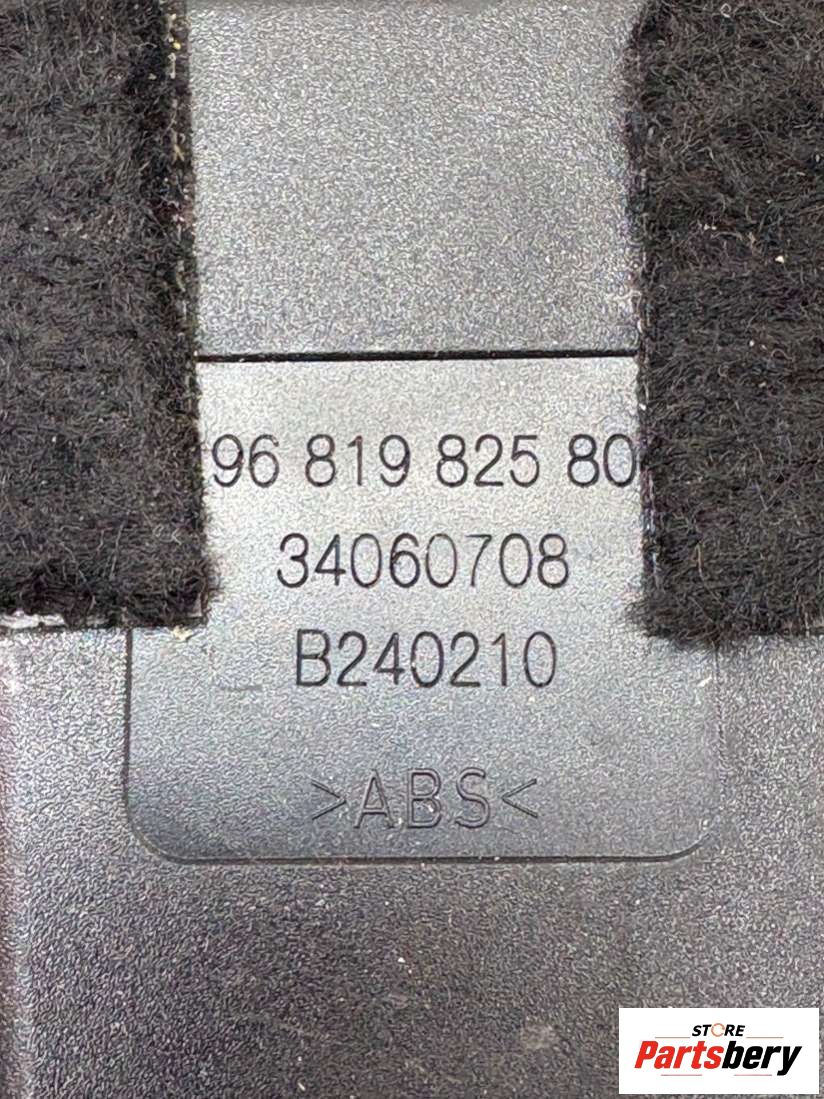 96 819 825 80
34060708
B240210
>ABS<
STORE
Partsbery